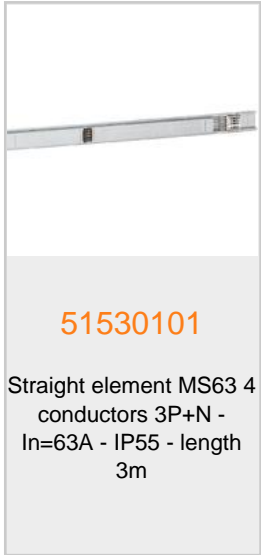 51530101
Straight element MS63 4
conductors 3P+N -
In=63A - IP55 - length
3m